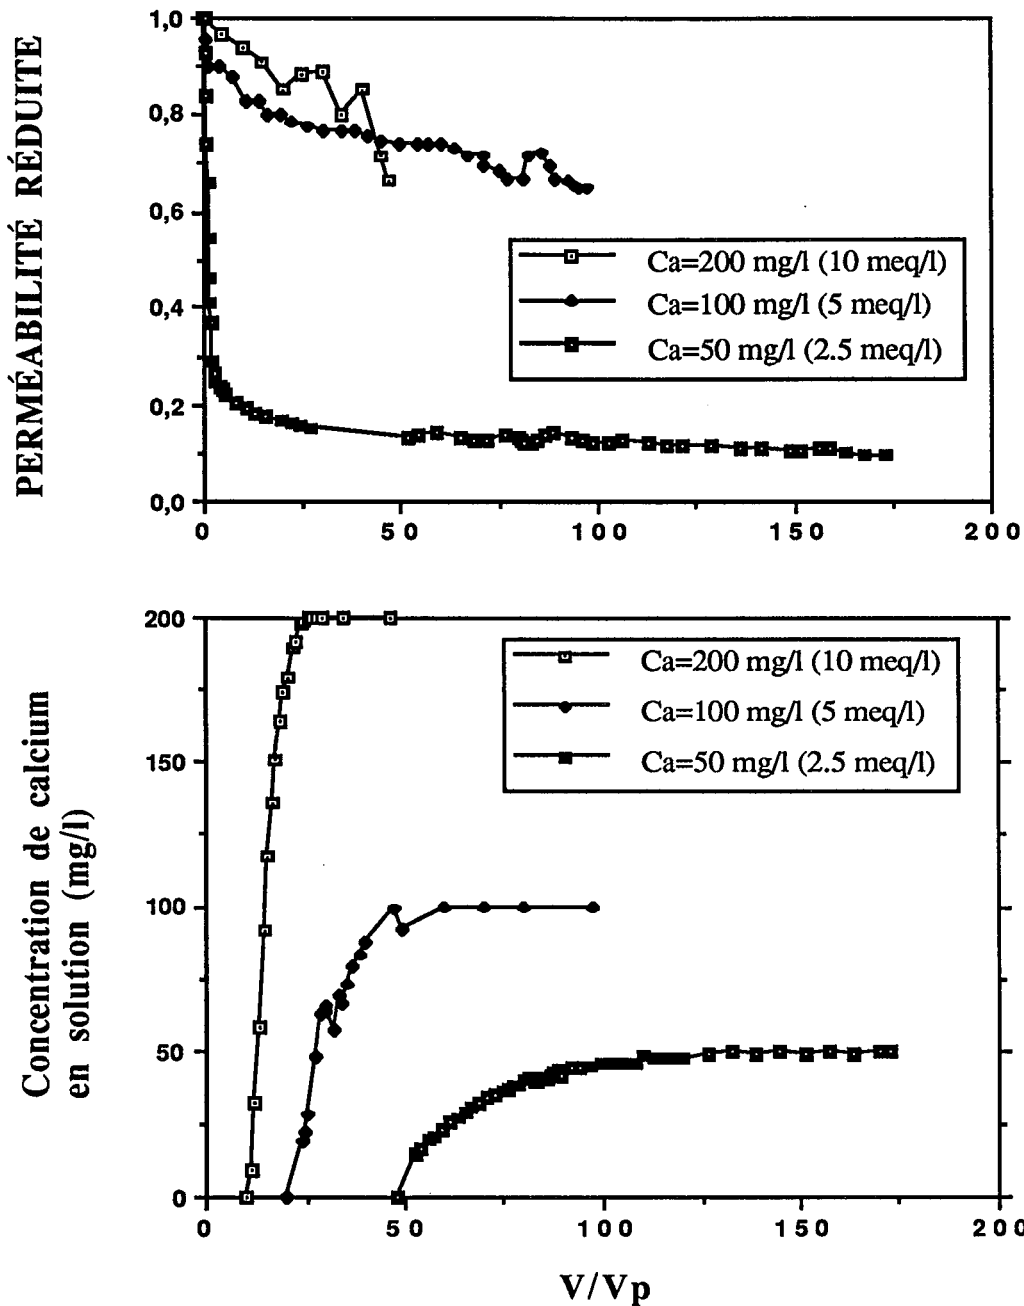 PERMÉABILITÉ RÉDUITE
1,0
0,8
0,6
0,4
0,2
0,0
Ca=200 mg/l (10 meq/l)
Ca=100 mg/l (5 meq/l)
Ca=50 mg/l (2.5 meq/l)
0 50 100 150 200
Concentration de calcium
en solution (mg/l)
200
150
100
50
0
Ca=200 mg/l (10 meq/l)
Ca=100 mg/l (5 meq/l)
Ca=50 mg/l (2.5 meq/l)
0 50 100 150 200
V/Vp